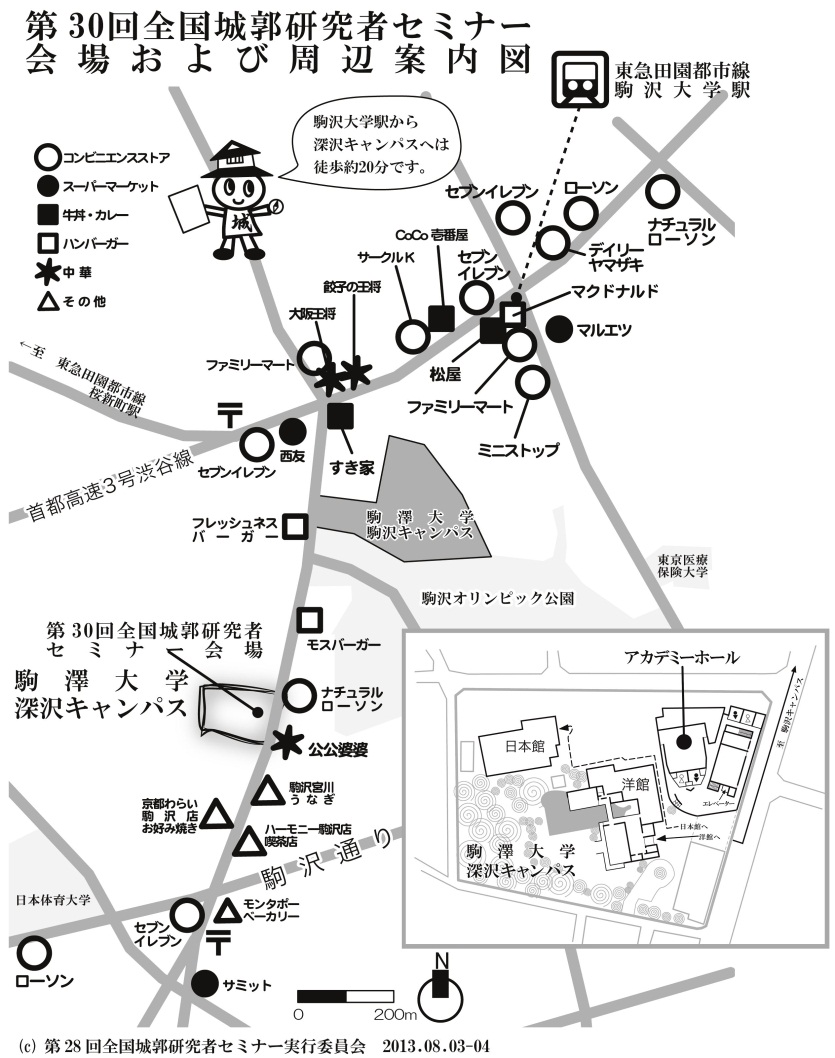 第30回全国城郭研究者セミナー
会場および周辺案内図
東急田園都市線
駒沢大学駅
駒沢大学駅から
深沢キャンパスへは
徒歩約20分です。
コンビニエンスストア
スーパーマーケット
牛丼・カレー
ハンバーガー
中華
その他
城
セブンイレブン
ローソン
ナチュラル
ローソン
デイリー
ヤマザキ
CoCo壱番屋
セブン
イレブン
サークルK
餃子の王将
大阪王将
マクドナルド
マルエツ
ファミリーマート
松屋
ファミリーマート
ミニストップ
←至 東急田園都市線
桜新町駅
〒
西友
セブンイレブン
すき家
首都高速3号渋谷線
駒澤大学
駒沢キャンパス
フレッシュネス
バーガー
東京医療
保険大学
駒沢オリンピック公園
第30回全国城郭研究者
セミナー会場
モスバーガー
駒澤大学
深沢キャンパス
ナチュラル
ローソン
公公婆婆
駒沢宮川
うなぎ
京都わらい
駒沢店
お好み焼き
ハーモニー駒沢店
喫茶店
駒沢通り
日本体育大学
モンタボー
ベーカリー
セブン
イレブン
〒
ローソン
サミット
アカデミーホール
至 駒沢キャンパス
日本館
洋館
エレベーター
日本館へ
洋館へ
駒澤大学
深沢キャンパス
N
0 200m
(c) 第28回全国城郭研究者セミナー実行委員会 2013.08.03-04